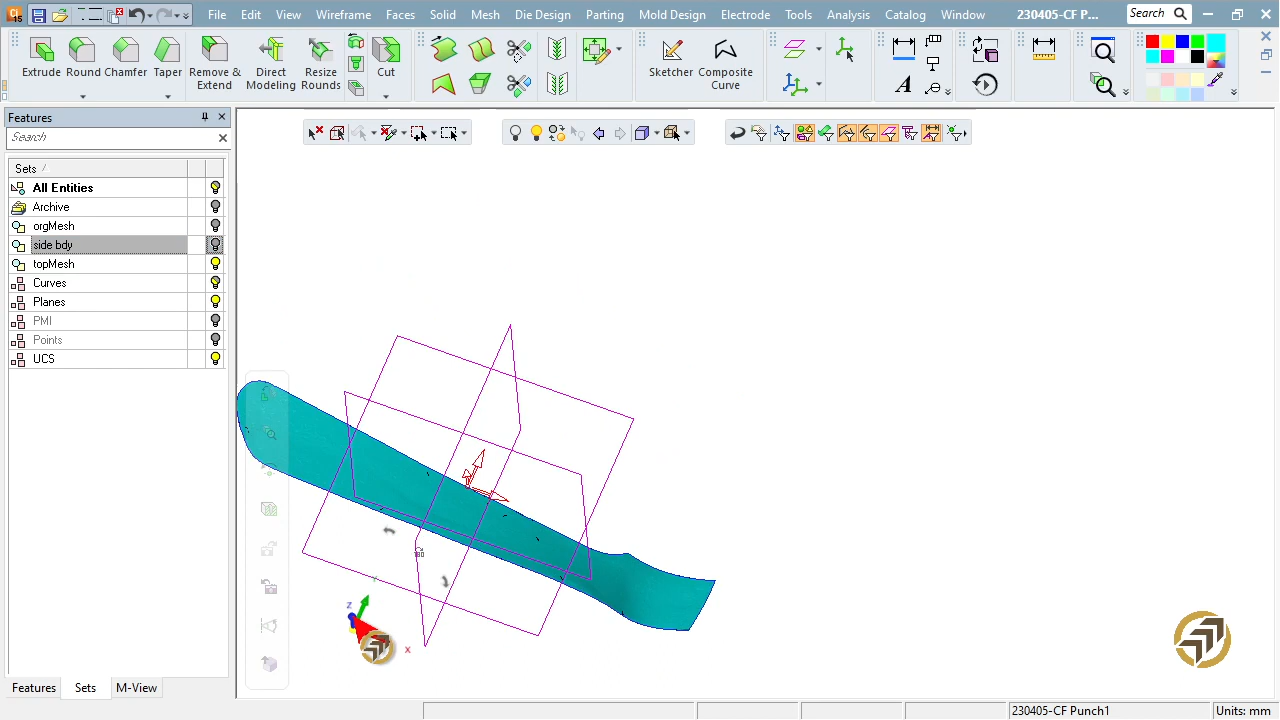 File Edit View Wireframe Faces Solid Mesh Die Design Parting Mold Design Electrode Tools Analysis Catalog Window 230405-CF P... Search
Extrude Round Chamfer Taper Remove & Extend Direct Modeling Resize Rounds Cut Sketcher Composite Curve
Features
Search
Sets
All Entities
Archive
orgMesh
side bdy
topMesh
Curves
Planes
PMI
Points
UCS
Z
Y
X
Features Sets M-View
230405-CF Punch1 Units: mm